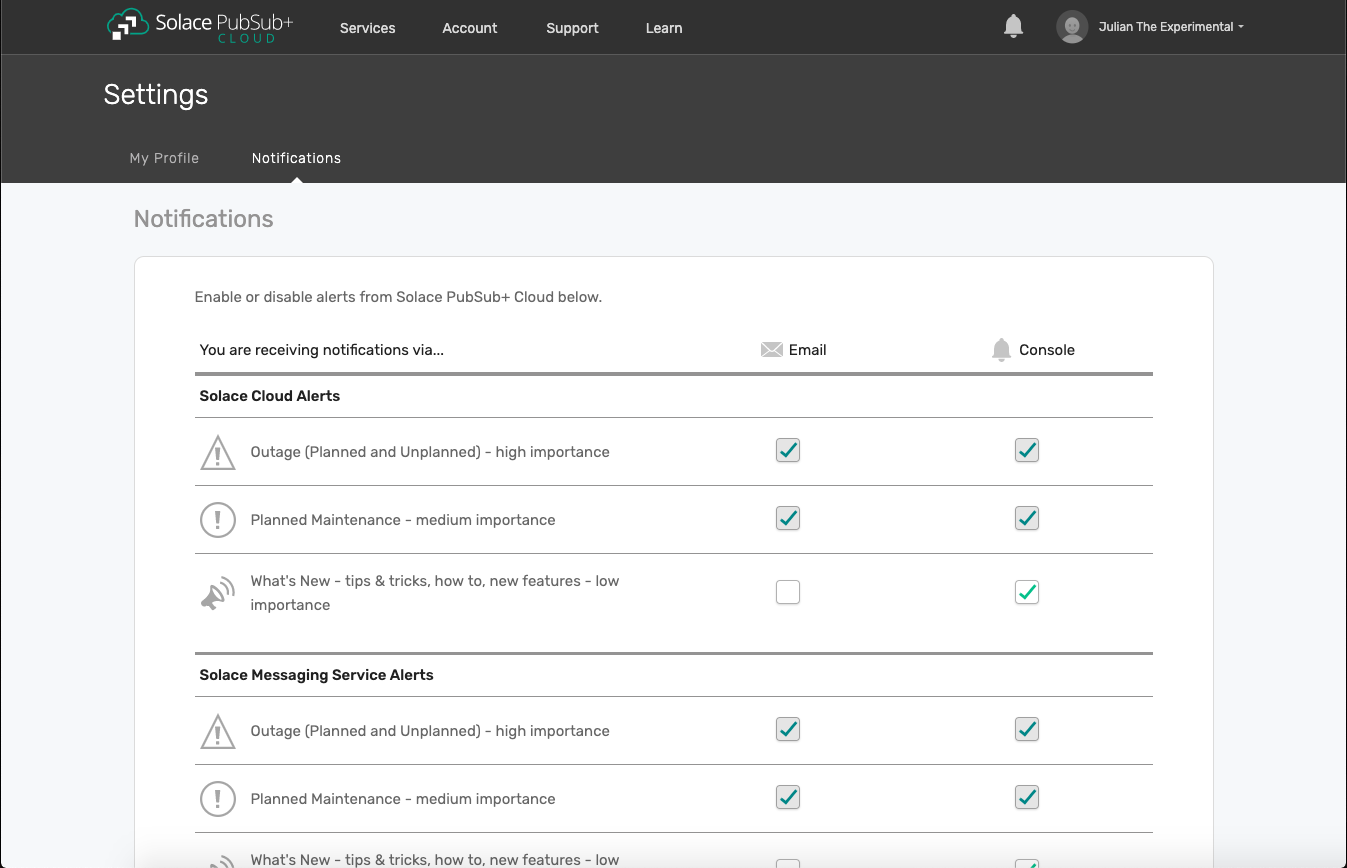 Solace PubSub+
CLOUD
Services
Account
Support
Learn
Julian The Experimental
Settings
My Profile
Notifications
Notifications
Enable or disable alerts from Solace PubSub+ Cloud below.
You are receiving notifications via...
Email
Console
Solace Cloud Alerts
Outage (Planned and Unplanned) - high importance
Planned Maintenance - medium importance
What's New - tips & tricks, how to, new features - low
importance
Solace Messaging Service Alerts
Outage (Planned and Unplanned) - high importance
Planned Maintenance - medium importance
What's New - tips & tricks, how to, new features - low